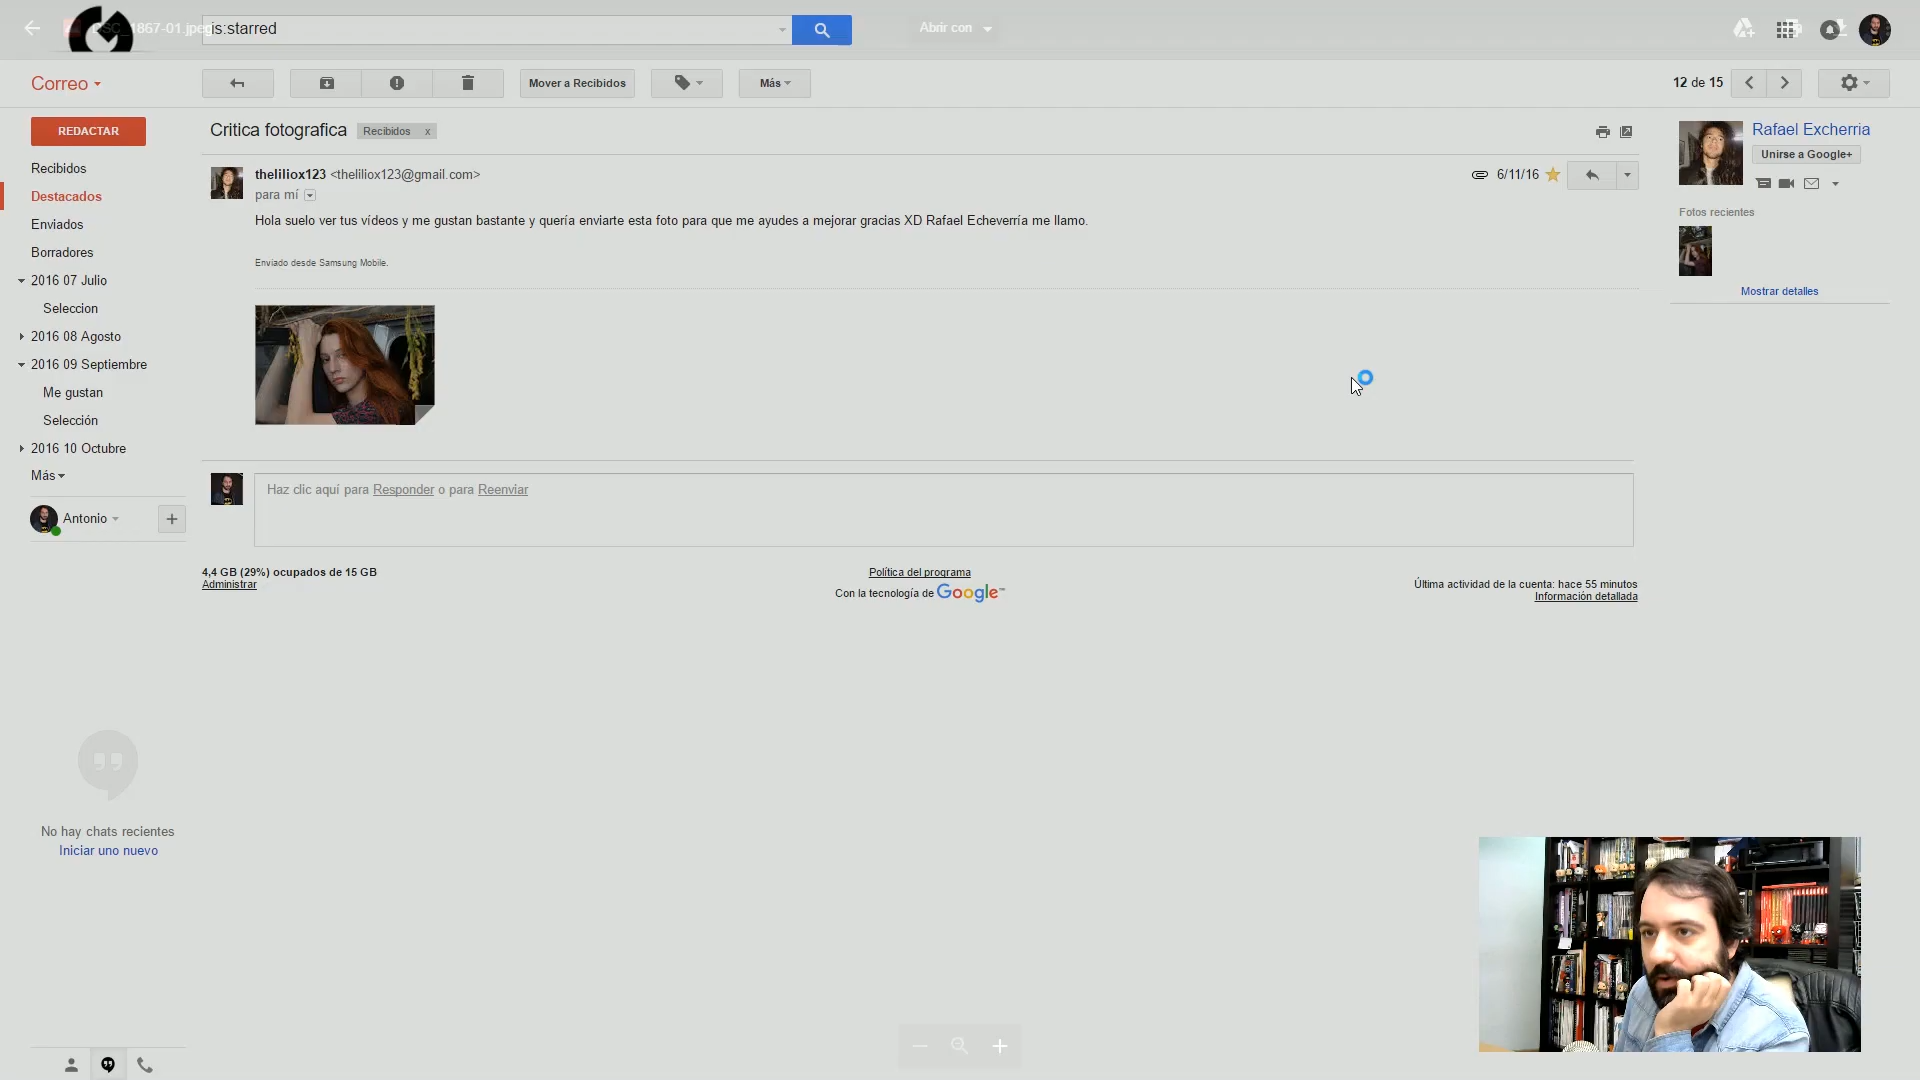 DSC_1867-01.jpeg
is:starred
Abrir con
Correo
Mover a Recibidos
Más
12 de 15
REDACTAR
Critica fotografica
Recibidos x
Rafael Excherria
Unirse a Google+
Recibidos
Destacados
Enviados
Borradores
2016 07 Julio
Seleccion
2016 08 Agosto
2016 09 Septiembre
Me gustan
Selección
2016 10 Octubre
Más
Antonio
theliliox123 <theliliox123@gmail.com>
6/11/16
para mí
Hola suelo ver tus vídeos y me gustan bastante y quería enviarte esta foto para que me ayudes a mejorar gracias XD Rafael Echeverría me llamo.
Enviado desde Samsung Mobile.
Fotos recientes
Mostrar detalles
Haz clic aquí para Responder o para Reenviar
4,4 GB (29%) ocupados de 15 GB
Administrar
Política del programa
Con la tecnología de Google™
Última actividad de la cuenta: hace 55 minutos
Información detallada
No hay chats recientes
Iniciar uno nuevo